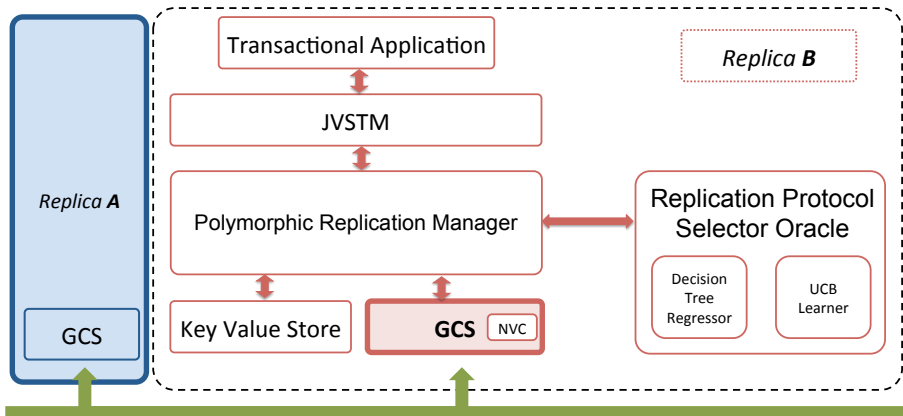 Replica A
GCS
Transactional Application
Replica B
JVSTM
Polymorphic Replication Manager
Key Value Store
GCS
NVC
Replication Protocol
Selector Oracle
Decision
Tree
Regressor
UCB
Learner